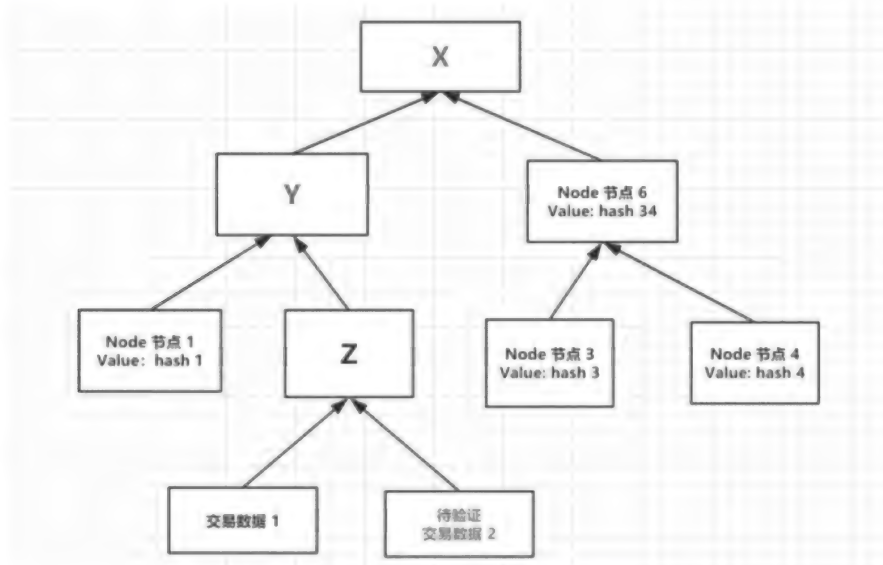 X
Y
Node 节点 6
Value: hash 34
Node 节点 1
Value: hash 1
Z
Node 节点 3
Value: hash 3
Node 节点 4
Value: hash 4
交易数据 1
待验证
交易数据 2